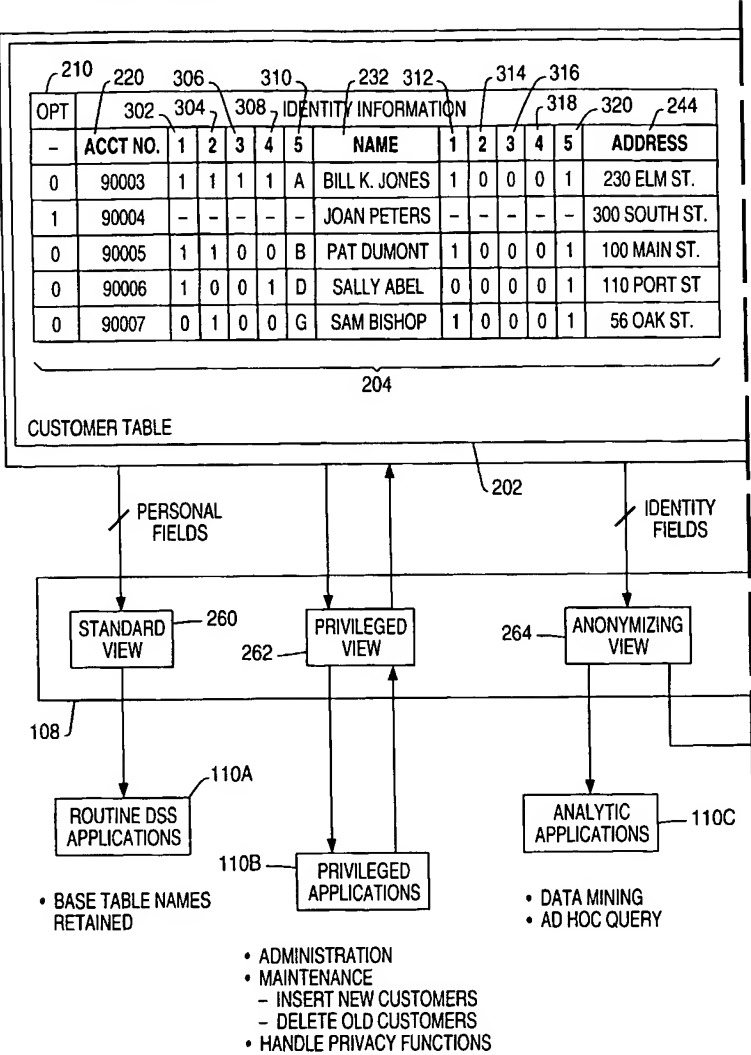 210 220 306 310 232 312 314 316
318 320 244
OPT 302 304 308 IDENTITY INFORMATION
- ACCT NO. 1 2 3 4 5 NAME 1 2 3 4 5 ADDRESS
0 90003 1 1 1 1 A BILL K. JONES 1 0 0 0 1 230 ELM ST.
1 90004 - - - - - JOAN PETERS - - - - - 300 SOUTH ST.
0 90005 1 1 0 0 B PAT DUMONT 1 0 0 0 1 100 MAIN ST.
0 90006 1 0 0 1 D SALLY ABEL 0 0 0 0 1 110 PORT ST
0 90007 0 1 0 0 G SAM BISHOP 1 0 0 0 1 56 OAK ST.
204
CUSTOMER TABLE
202
PERSONAL
FIELDS
IDENTITY
FIELDS
STANDARD
VIEW
260
262
PRIVILEGED
VIEW
264
ANONYMIZING
VIEW
108
110A
ROUTINE DSS
APPLICATIONS
110B
PRIVILEGED
APPLICATIONS
ANALYTIC
APPLICATIONS
110C
• BASE TABLE NAMES
RETAINED
• DATA MINING
• AD HOC QUERY
• ADMINISTRATION
• MAINTENANCE
– INSERT NEW CUSTOMERS
– DELETE OLD CUSTOMERS
• HANDLE PRIVACY FUNCTIONS